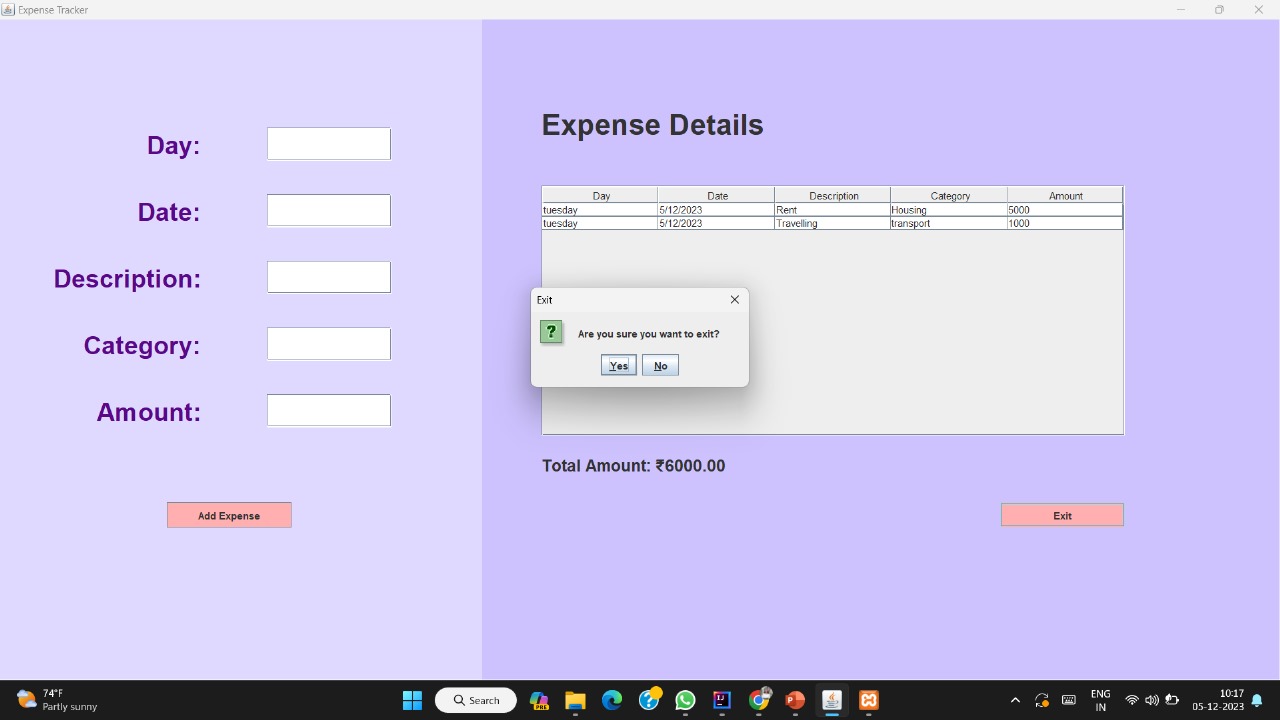 Expense Tracker
Day:
Date:
Description:
Category:
Amount:
Add Expense
Expense Details
Day Date Description Category Amount
tuesday 5/12/2023 Rent Housing 5000
tuesday 5/12/2023 Travelling transport 1000
Exit
Are you sure you want to exit?
Yes No
Total Amount: ₹6000.00
Exit
74°F
Partly sunny
Search
PRE
ENG
IN
10:17
05-12-2023